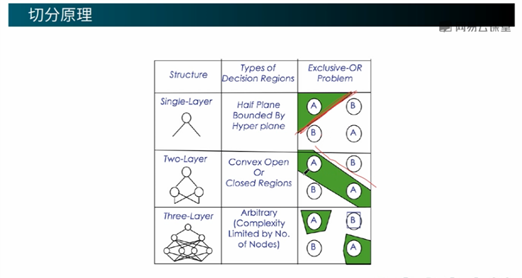 切分原理
网易云课堂
Structure
Types of
Decision Regions
Exclusive-OR
Problem
Single-Layer
Half Plane
Bounded By
Hyper plane
A
B
B
A
Two-Layer
Convex Open
Or
Closed Regions
A
B
B
A
Three-Layer
Arbitrary
(Complexity
Limited by No.
of Nodes)
A
B
B
A